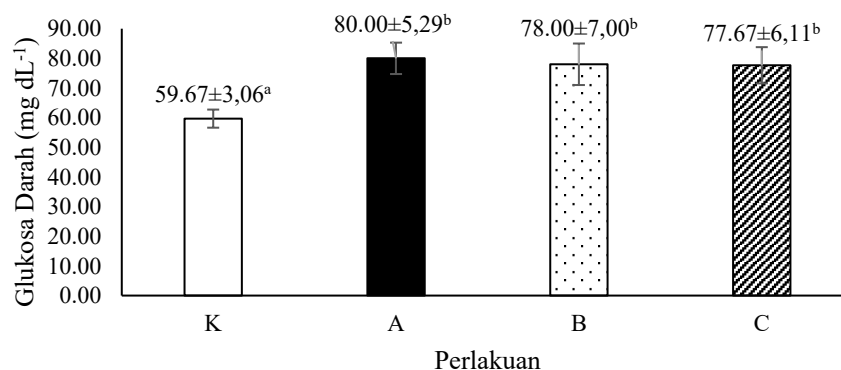 Glukosa Darah (mg dL⁻¹)
90.00
80.00
70.00
60.00
50.00
40.00
30.00
20.00
10.00
0.00
59.67±3,06ᵃ
80.00±5,29ᵇ
78.00±7,00ᵇ
77.67±6,11ᵇ
K A B C
Perlakuan